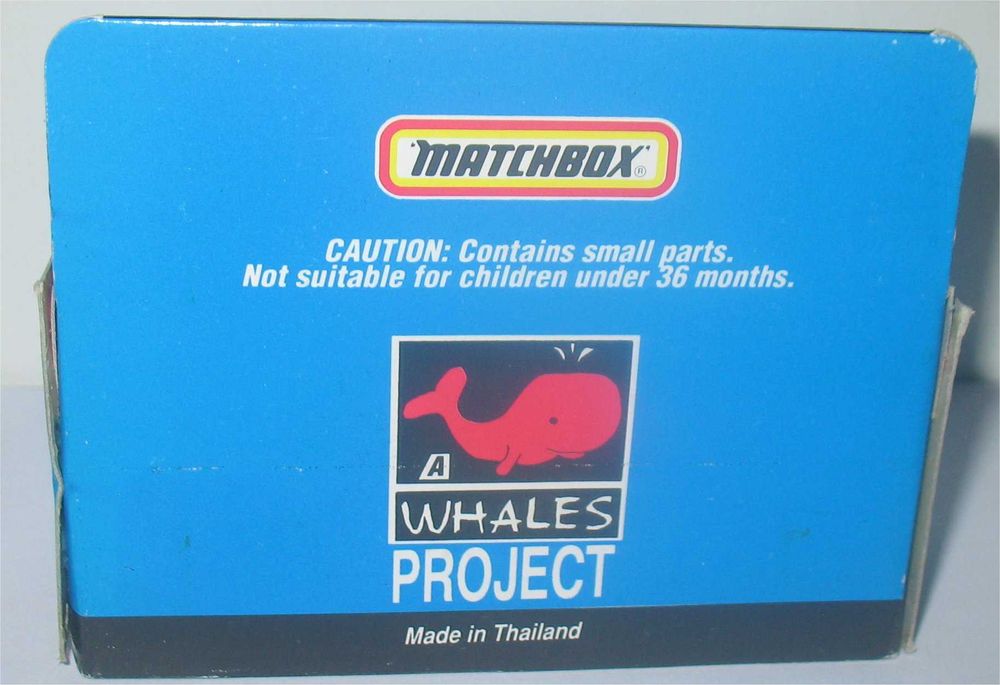 "MATCHBOX"®
CAUTION: Contains small parts.
Not suitable for children under 36 months.
A
WHALES
PROJECT
Made in Thailand